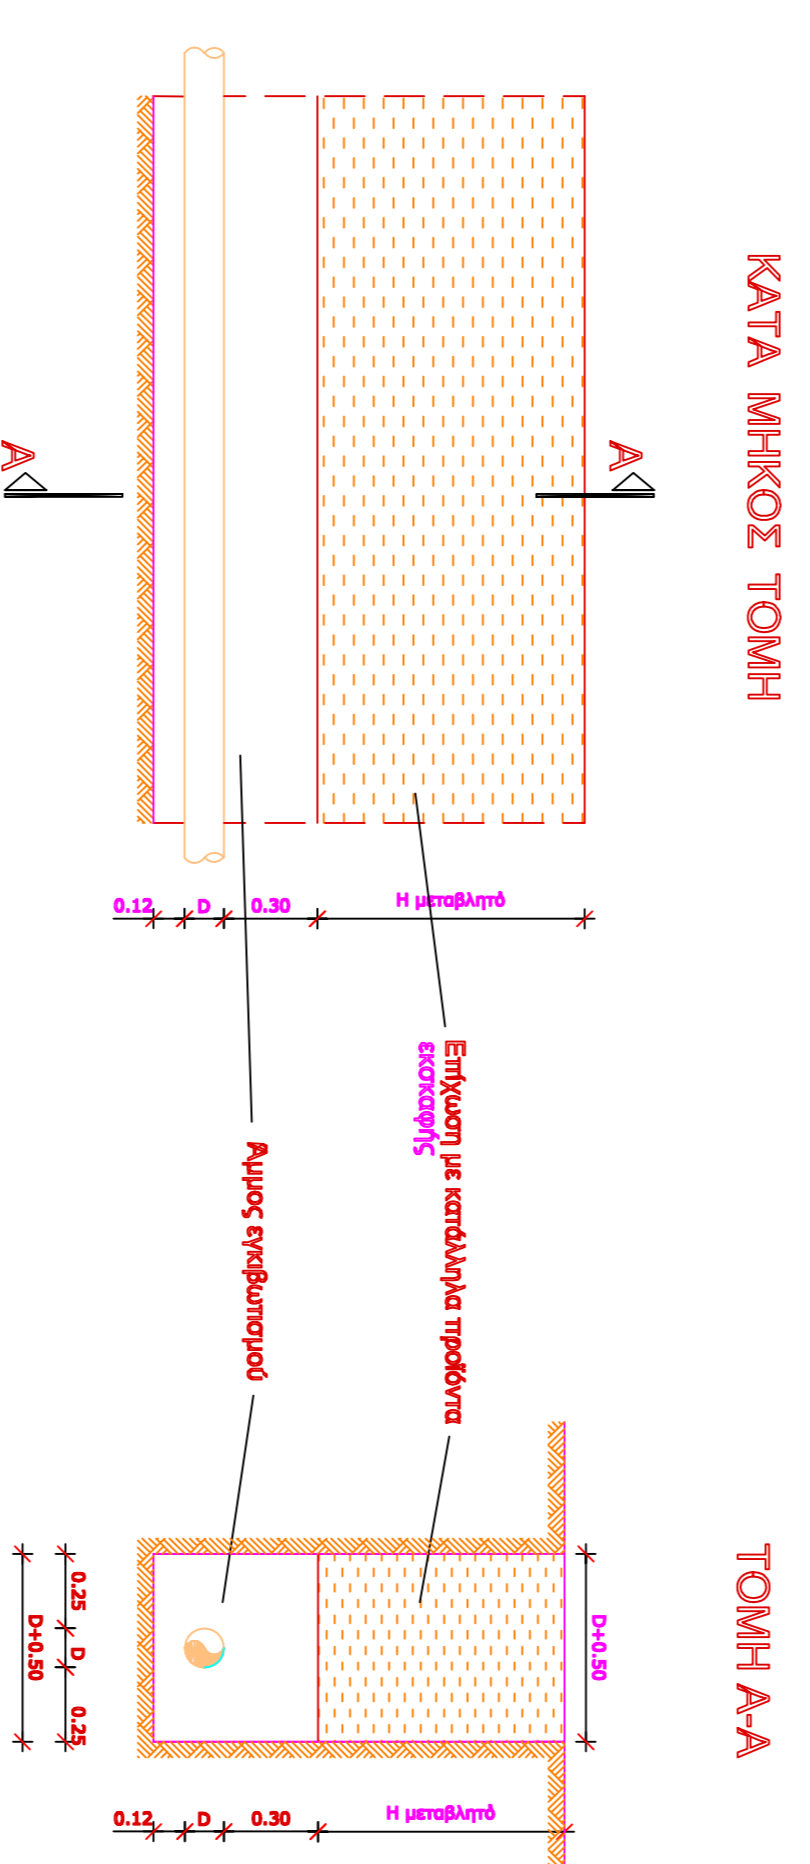 ΚΑΤΑ ΜΗΚΟΣ ΤΟΜΗ
Α
Α
0.12
D
0.30
Η μεταβλητό
Επίχωση με κατάλληλα προϊόντα
εκσκαφής
Άμμος εγκιβωτισμού
ΤΟΜΗ Α-Α
D+0.50
0.25
D
0.25
D+0.50
0.12
D
0.30
Η μεταβλητό